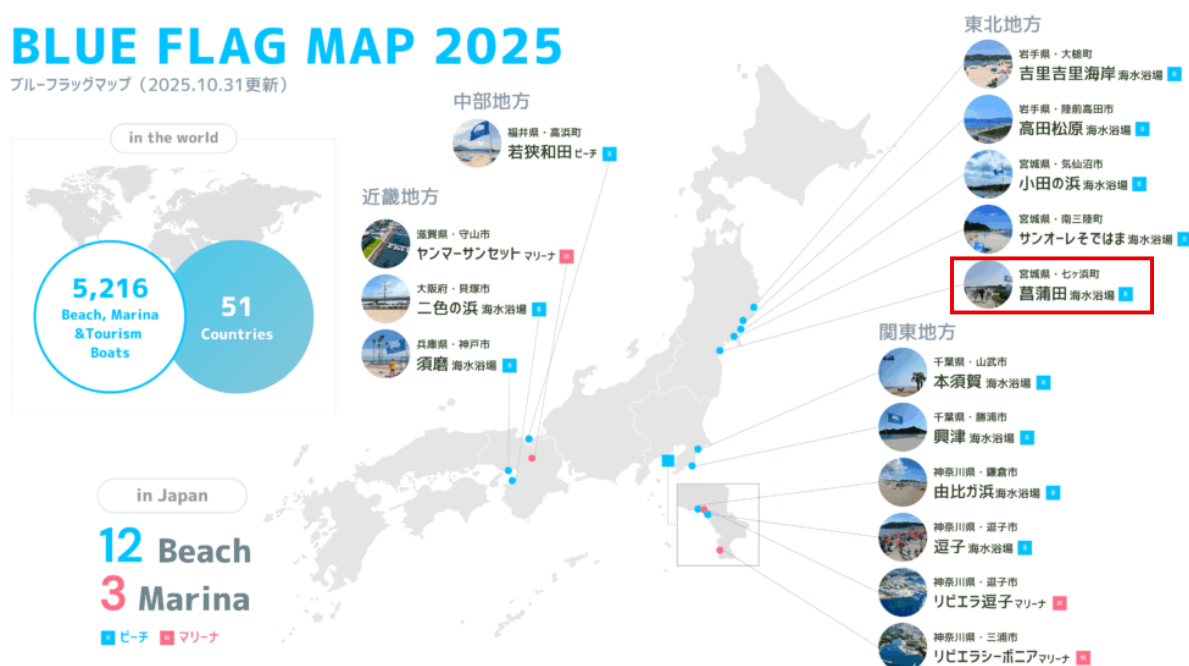 BLUE FLAG MAP 2025
ブルーフラッグマップ（2025.10.31更新）
in the world
5,216
Beach, Marina
&Tourism
Boats
51
Countries
in Japan
12 Beach
3 Marina
ビーチ マリーナ
中部地方
福井県・高浜町
若狭和田 ビーチ
近畿地方
滋賀県・守山市
ヤンマーサンセット マリーナ
大阪府・貝塚市
二色の浜 海水浴場
兵庫県・神戸市
須磨 海水浴場
東北地方
岩手県・大槌町
吉里吉里海岸 海水浴場
岩手県・陸前高田市
高田松原 海水浴場
宮城県・気仙沼市
小田の浜 海水浴場
宮城県・南三陸町
サンオーレそではま 海水浴場
宮城県・七ヶ浜町
菖蒲田 海水浴場
関東地方
千葉県・山武市
本須賀 海水浴場
千葉県・勝浦市
興津 海水浴場
神奈川県・鎌倉市
由比ガ浜 海水浴場
神奈川県・逗子市
逗子 海水浴場
神奈川県・逗子市
リビエラ逗子 マリーナ
神奈川県・三浦市
リビエラシーボニア マリーナ